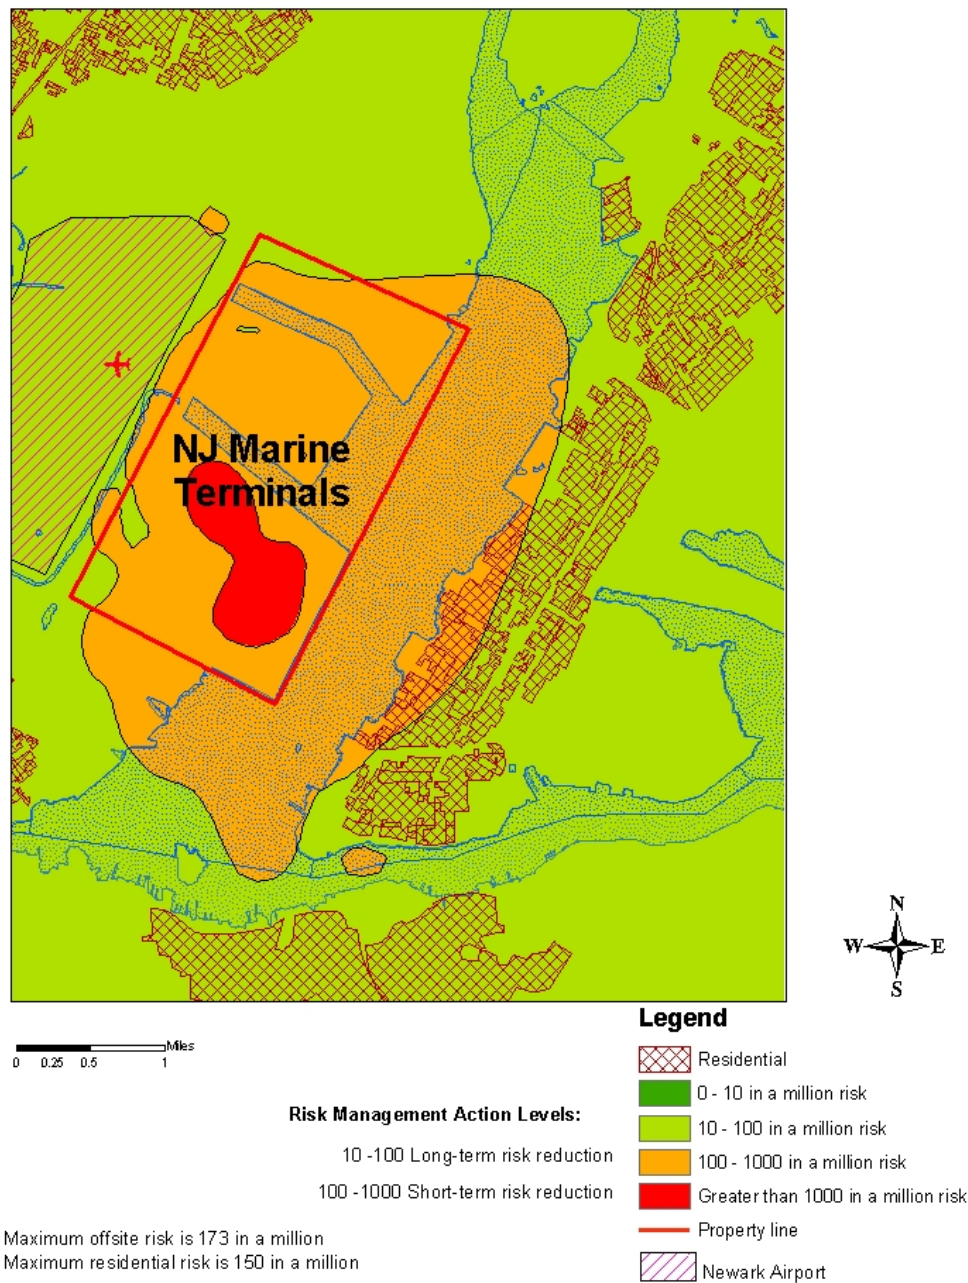 NJ Marine
Terminals
N
W E
S
Miles
0 0.25 0.5 1
Legend
Residential
0 - 10 in a million risk
10 - 100 in a million risk
100 - 1000 in a million risk
Greater than 1000 in a million risk
Property line
Newark Airport
Risk Management Action Levels:
10 -100 Long-term risk reduction
100 -1000 Short-term risk reduction
Maximum offsite risk is 173 in a million
Maximum residential risk is 150 in a million